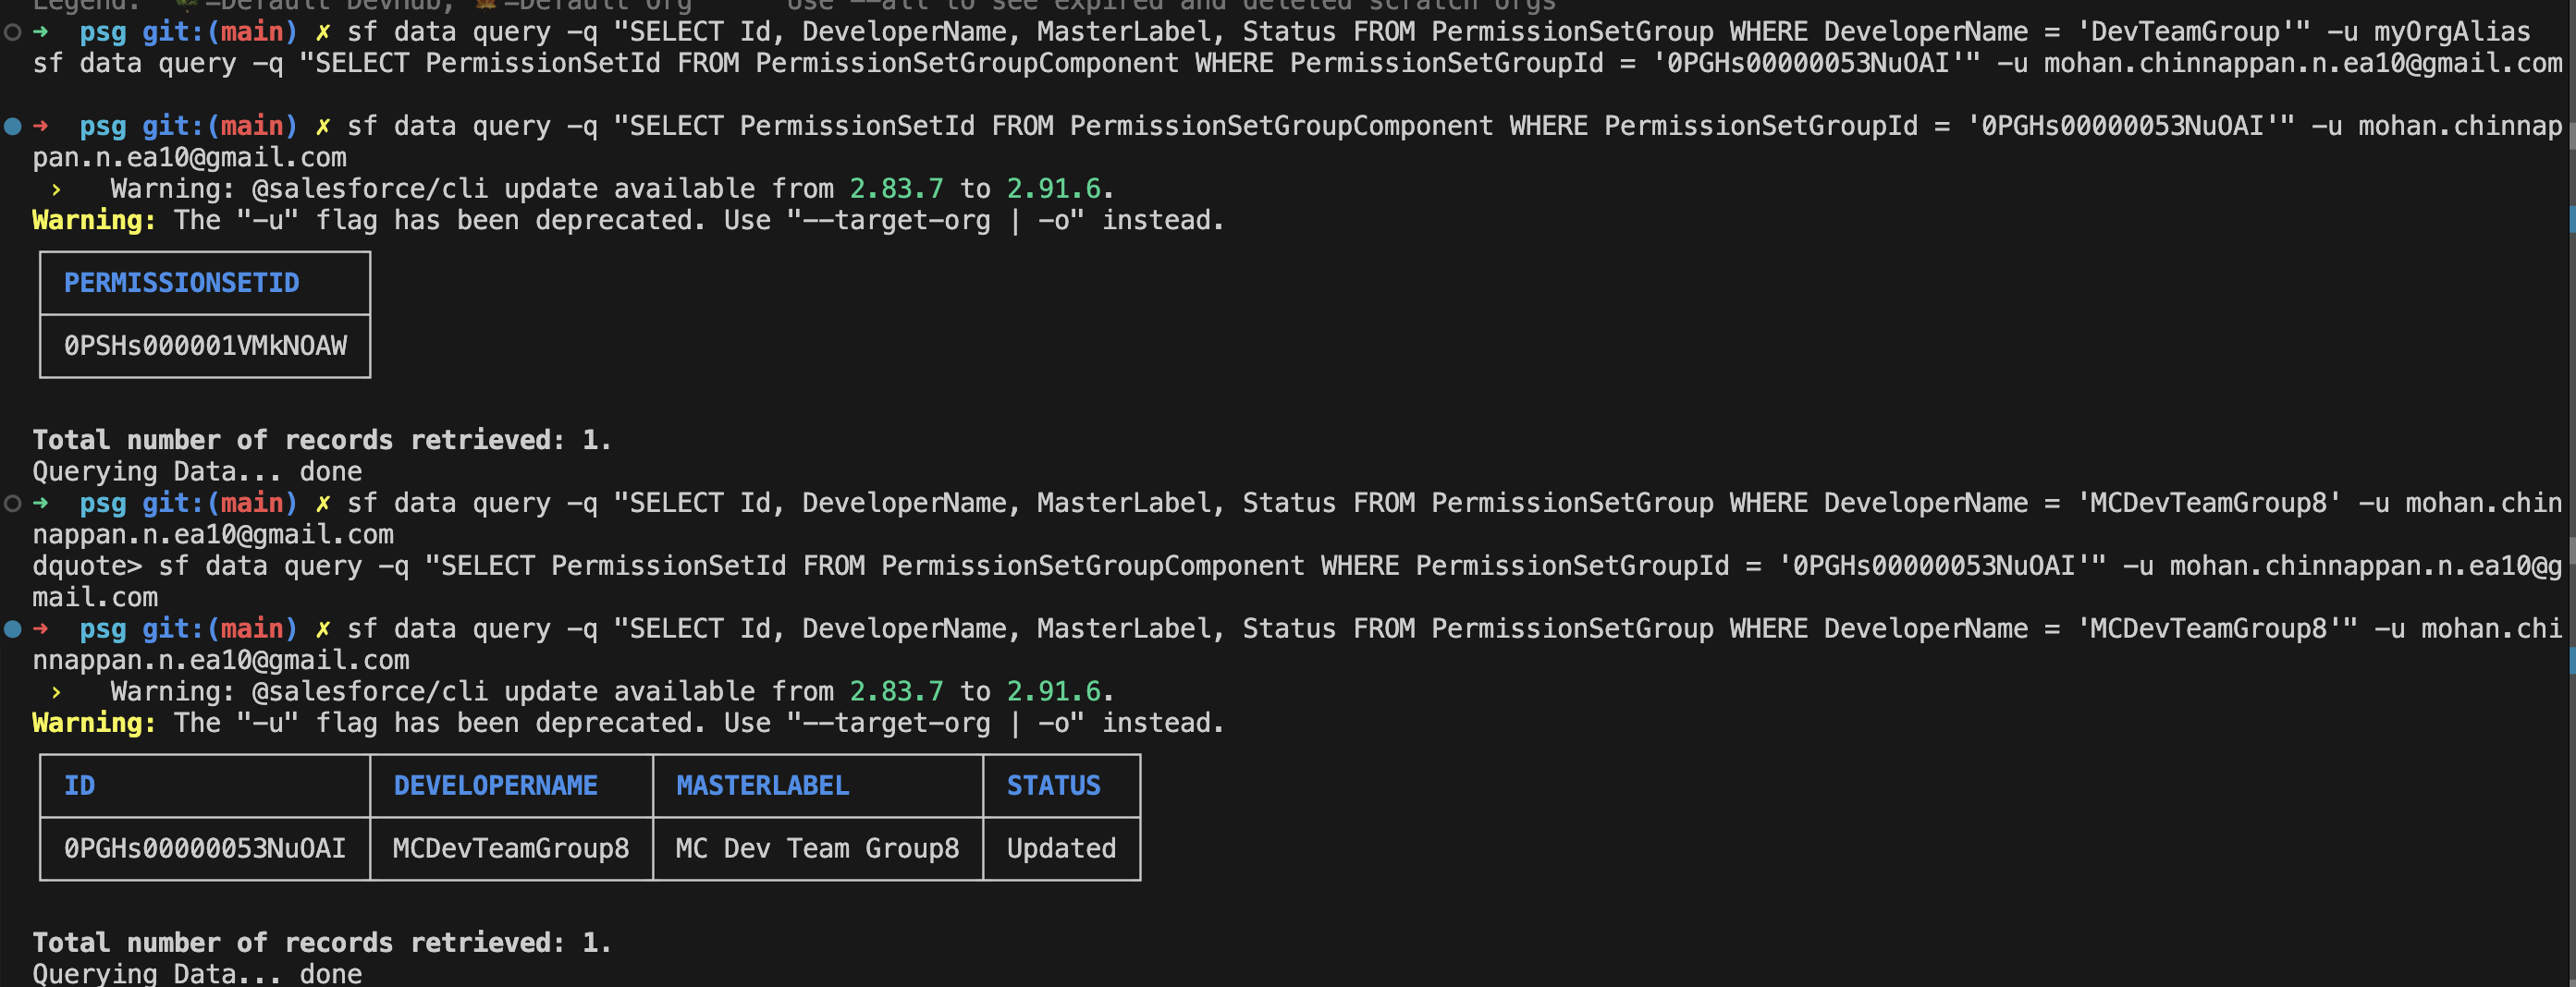 Legend: =Default DevHub, =Default Org Use --all to see expired and deleted scratch orgs
➜ psg git:(main) ✗ sf data query -q "SELECT Id, DeveloperName, MasterLabel, Status FROM PermissionSetGroup WHERE DeveloperName = 'DevTeamGroup'" -u myOrgAlias
sf data query -q "SELECT PermissionSetId FROM PermissionSetGroupComponent WHERE PermissionSetGroupId = '0PGHs00000053NuOAI'" -u mohan.chinnappan.n.ea10@gmail.com
➜ psg git:(main) ✗ sf data query -q "SELECT PermissionSetId FROM PermissionSetGroupComponent WHERE PermissionSetGroupId = '0PGHs00000053NuOAI'" -u mohan.chinnap
pan.n.ea10@gmail.com
› Warning: @salesforce/cli update available from 2.83.7 to 2.91.6.
Warning: The "-u" flag has been deprecated. Use "--target-org | -o" instead.
PERMISSIONSETID
0PSHs000001VMkNOAW
Total number of records retrieved: 1.
Querying Data... done
➜ psg git:(main) ✗ sf data query -q "SELECT Id, DeveloperName, MasterLabel, Status FROM PermissionSetGroup WHERE DeveloperName = 'MCDevTeamGroup8' -u mohan.chin
nappan.n.ea10@gmail.com
dquote> sf data query -q "SELECT PermissionSetId FROM PermissionSetGroupComponent WHERE PermissionSetGroupId = '0PGHs00000053NuOAI'" -u mohan.chinnappan.n.ea10@g
mail.com
➜ psg git:(main) ✗ sf data query -q "SELECT Id, DeveloperName, MasterLabel, Status FROM PermissionSetGroup WHERE DeveloperName = 'MCDevTeamGroup8'" -u mohan.chi
nnappan.n.ea10@gmail.com
› Warning: @salesforce/cli update available from 2.83.7 to 2.91.6.
Warning: The "-u" flag has been deprecated. Use "--target-org | -o" instead.
ID DEVELOPERNAME MASTERLABEL STATUS
0PGHs00000053NuOAI MCDevTeamGroup8 MC Dev Team Group8 Updated
Total number of records retrieved: 1.
Querying Data... done